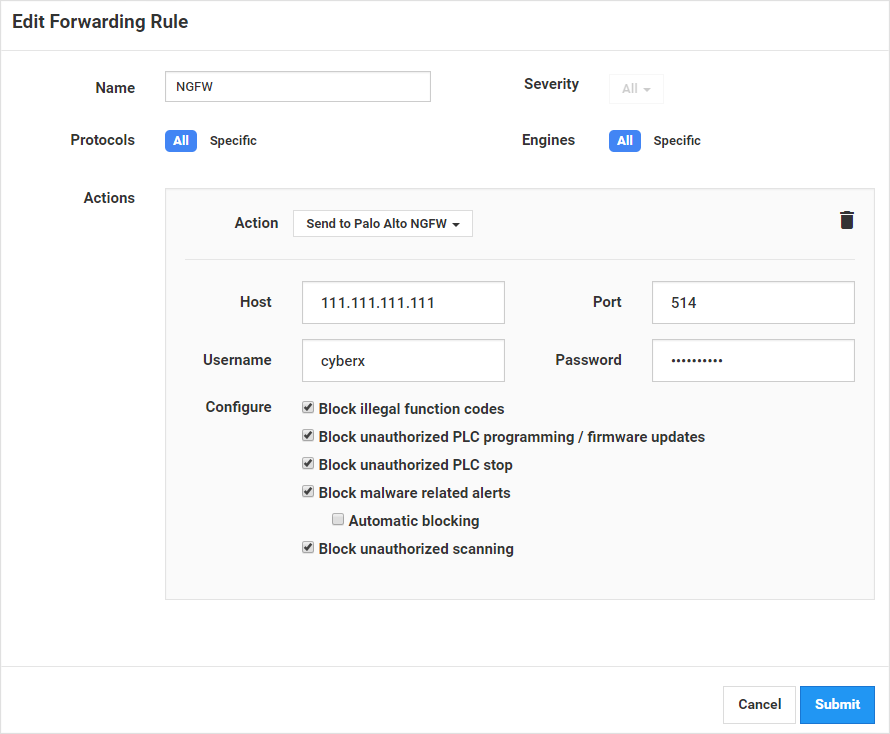 Edit Forwarding Rule
Name NGFW Severity All
Protocols All Specific Engines All Specific
Actions
Action Send to Palo Alto NGFW
Host 111.111.111.111 Port 514
Username cyberx Password ••••••••••
Configure Block illegal function codes
Block unauthorized PLC programming / firmware updates
Block unauthorized PLC stop
Block malware related alerts
Automatic blocking
Block unauthorized scanning
Cancel Submit